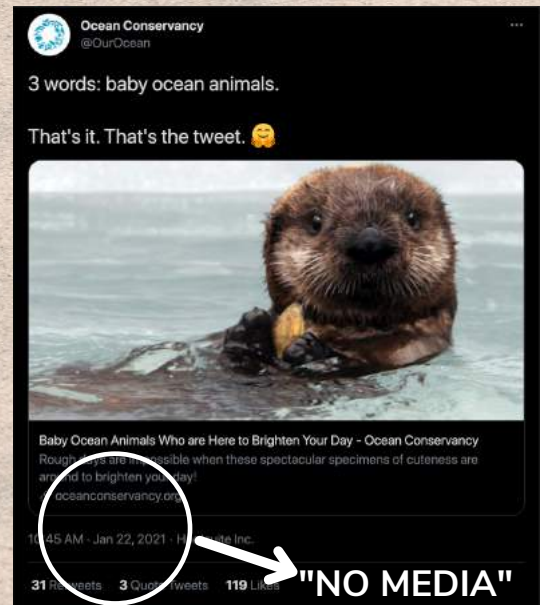 Ocean Conservancy
@OurOcean
3 words: baby ocean animals.
That's it. That's the tweet. 🤗
Baby Ocean Animals Who are Here to Brighten Your Day - Ocean Conservancy
Rough days are impossible when these spectacular specimens of cuteness are
around to brighten your day!
oceanconservancy.org
10:45 AM · Jan 22, 2021 · Hootsuite Inc.
31 Retweets 3 Quote Tweets 119 Likes
"NO MEDIA"